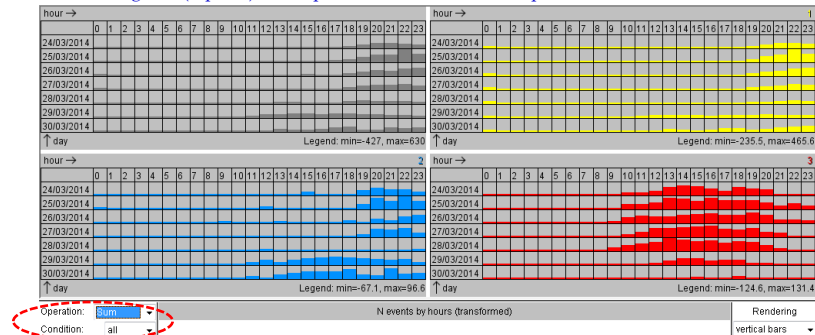 hour →
0 1 2 3 4 5 6 7 8 9 10 11 12 13 14 15 16 17 18 19 20 21 22 23
24/03/2014
25/03/2014
26/03/2014
27/03/2014
28/03/2014
29/03/2014
30/03/2014
↑ day Legend: min=-427, max=630
hour → 1
0 1 2 3 4 5 6 7 8 9 10 11 12 13 14 15 16 17 18 19 20 21 22 23
24/03/2014
25/03/2014
26/03/2014
27/03/2014
28/03/2014
29/03/2014
30/03/2014
↑ day Legend: min=-235.5, max=465.6
hour → 2
0 1 2 3 4 5 6 7 8 9 10 11 12 13 14 15 16 17 18 19 20 21 22 23
24/03/2014
25/03/2014
26/03/2014
27/03/2014
28/03/2014
29/03/2014
30/03/2014
↑ day Legend: min=-67.1, max=96.6
hour → 3
0 1 2 3 4 5 6 7 8 9 10 11 12 13 14 15 16 17 18 19 20 21 22 23
24/03/2014
25/03/2014
26/03/2014
27/03/2014
28/03/2014
29/03/2014
30/03/2014
↑ day Legend: min=-124.6, max=131.4
Operation: Sum N events by hours (transformed) Rendering
Condition: all vertical bars